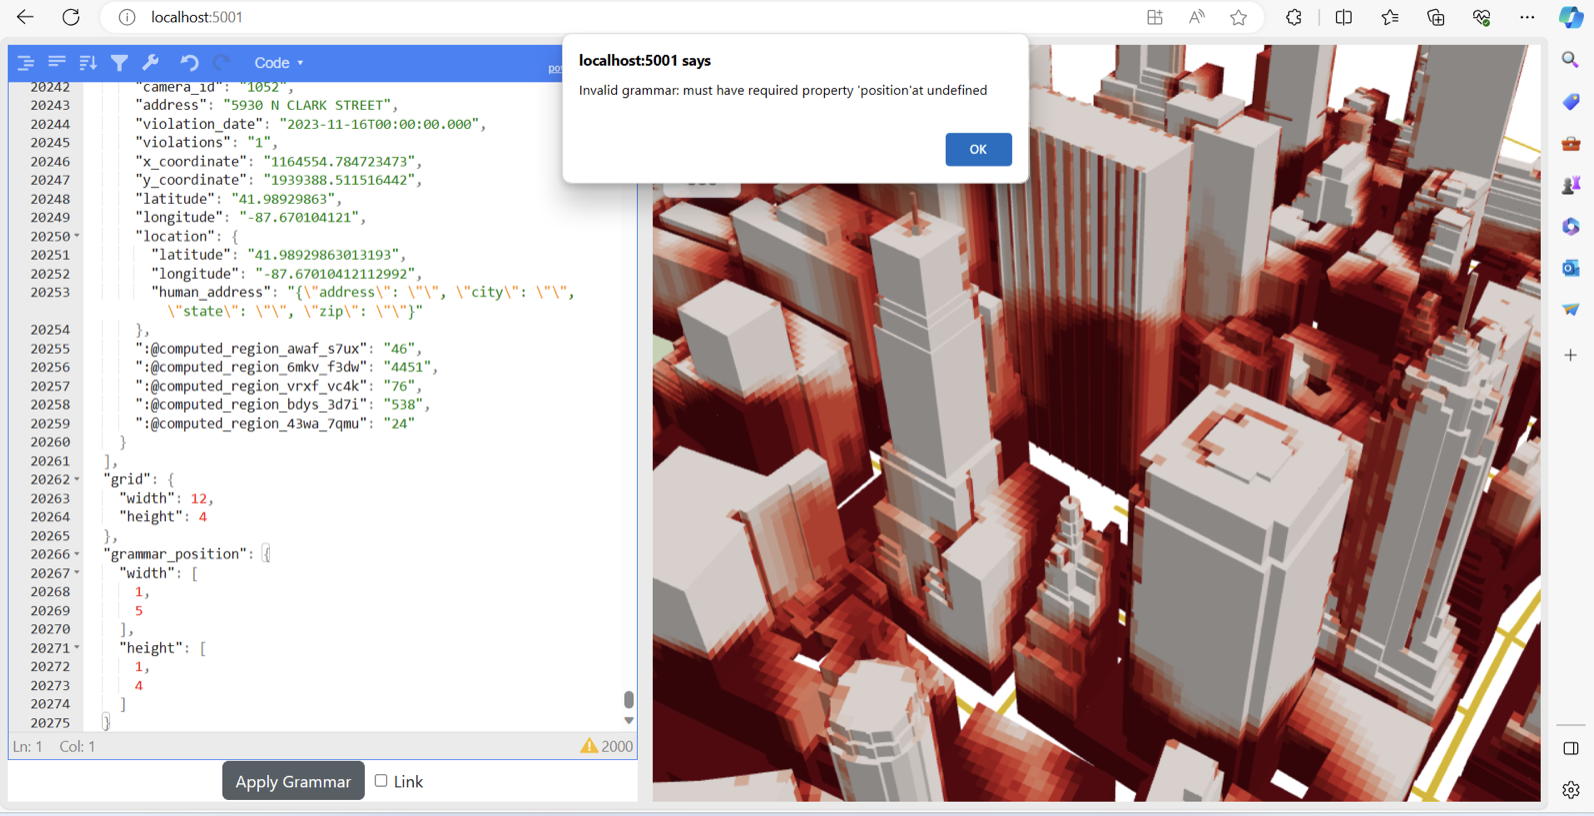 localhost:5001
Code
po
localhost:5001 says
Invalid grammar: must have required property 'position'at undefined
OK
20242 "camera_id": "1052",
20243 "address": "5930 N CLARK STREET",
20244 "violation_date": "2023-11-16T00:00:00.000",
20245 "violations": "1",
20246 "x_coordinate": "1164554.784723473",
20247 "y_coordinate": "1939388.511516442",
20248 "latitude": "41.98929863",
20249 "longitude": "-87.670104121",
20250 "location": {
20251 "latitude": "41.98929863013193",
20252 "longitude": "-87.67010412112992",
20253 "human_address": "{\"address\": \"\", \"city\": \"\",
\"state\": \"\", \"zip\": \"\"}"
20254 },
20255 ":@computed_region_awaf_s7ux": "46",
20256 ":@computed_region_6mkv_f3dw": "4451",
20257 ":@computed_region_vrxf_vc4k": "76",
20258 ":@computed_region_bdys_3d7i": "538",
20259 ":@computed_region_43wa_7qmu": "24"
20260 }
20261 ],
20262 "grid": {
20263 "width": 12,
20264 "height": 4
20265 },
20266 "grammar_position": {
20267 "width": [
20268 1,
20269 5
20270 ],
20271 "height": [
20272 1,
20273 4
20274 ]
20275 }
Ln: 1 Col: 1 2000
Apply Grammar Link